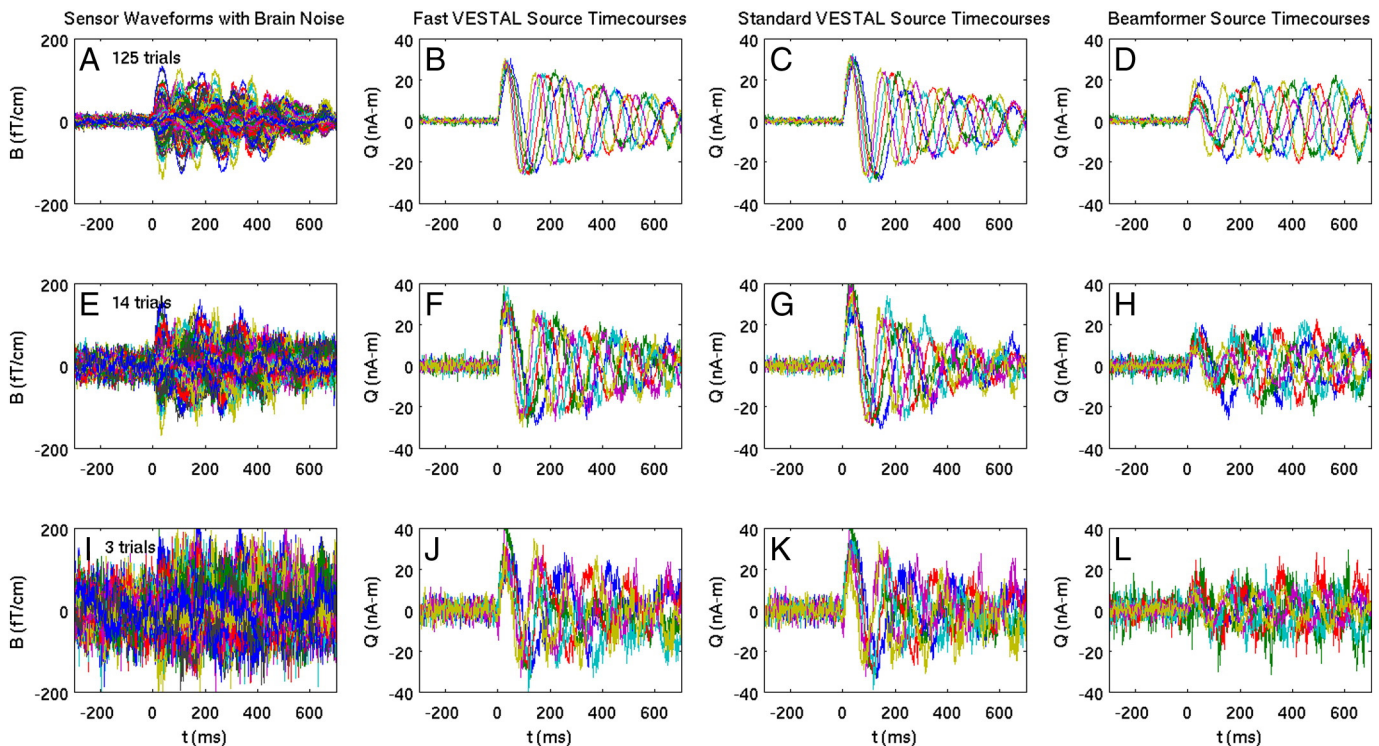 Sensor Waveforms with Brain Noise Fast VESTAL Source Timecourses Standard VESTAL Source Timecourses Beamformer Source Timecourses
200 40 40 40
A 125 trials B C D
20 20 20
B (fT/cm) 0 Q (nA-m) 0 Q (nA-m) 0 Q (nA-m) 0
-20 -20 -20
-200 -40 -40 -40
-200 0 200 400 600 -200 0 200 400 600 -200 0 200 400 600 -200 0 200 400 600
200 40 40 40
E 14 trials F G H
20 20 20
B (fT/cm) 0 Q (nA-m) 0 Q (nA-m) 0 Q (nA-m) 0
-20 -20 -20
-200 -40 -40 -40
-200 0 200 400 600 -200 0 200 400 600 -200 0 200 400 600 -200 0 200 400 600
200 40 40 40
I 3 trials J K L
20 20 20
B (fT/cm) 0 Q (nA-m) 0 Q (nA-m) 0 Q (nA-m) 0
-20 -20 -20
-200 -40 -40 -40
-200 0 200 400 600 -200 0 200 400 600 -200 0 200 400 600 -200 0 200 400 600
t (ms) t (ms) t (ms) t (ms)